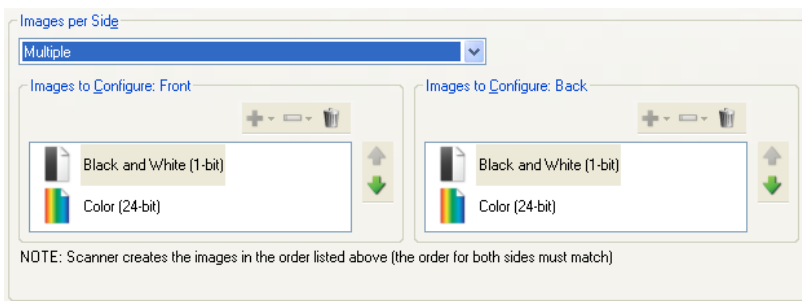 Images per Side
Multiple
Images to Configure: Front
Black and White (1-bit)
Color (24-bit)
Images to Configure: Back
Black and White (1-bit)
Color (24-bit)
NOTE: Scanner creates the images in the order listed above (the order for both sides must match)